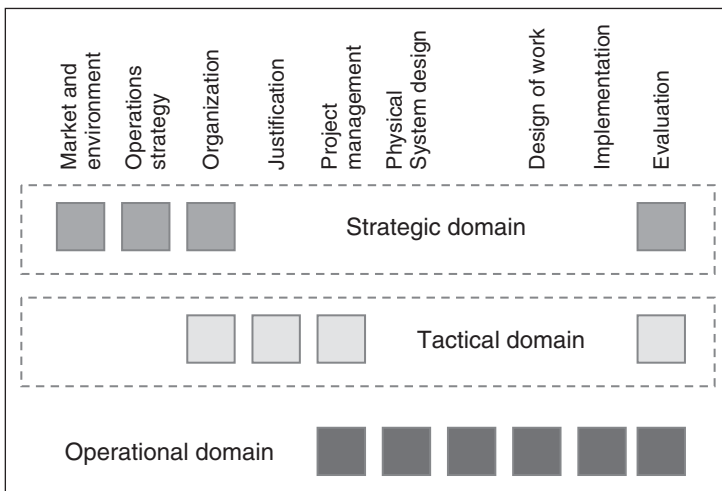 Market and
environment
Operations
strategy
Organization
Justification
Project
management
Physical
System design
Design of work
Implementation
Evaluation
Strategic domain
Tactical domain
Operational domain